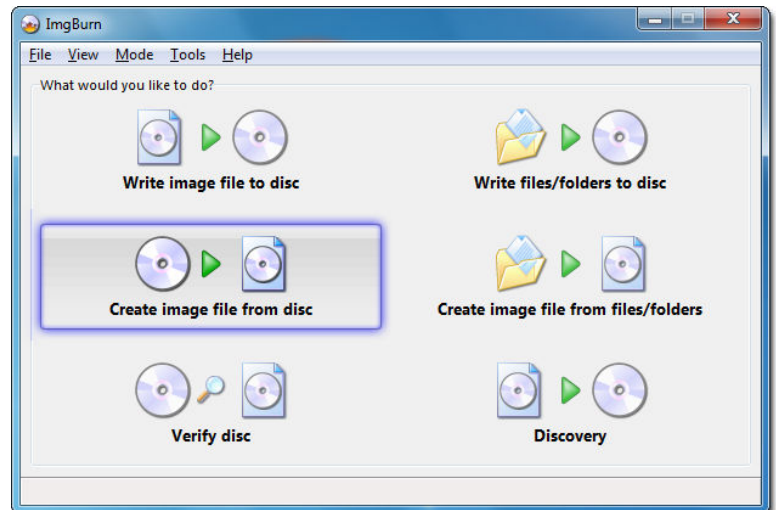 ImgBurn
File View Mode Tools Help
What would you like to do?
Write image file to disc
Write files/folders to disc
Create image file from disc
Create image file from files/folders
Verify disc
Discovery